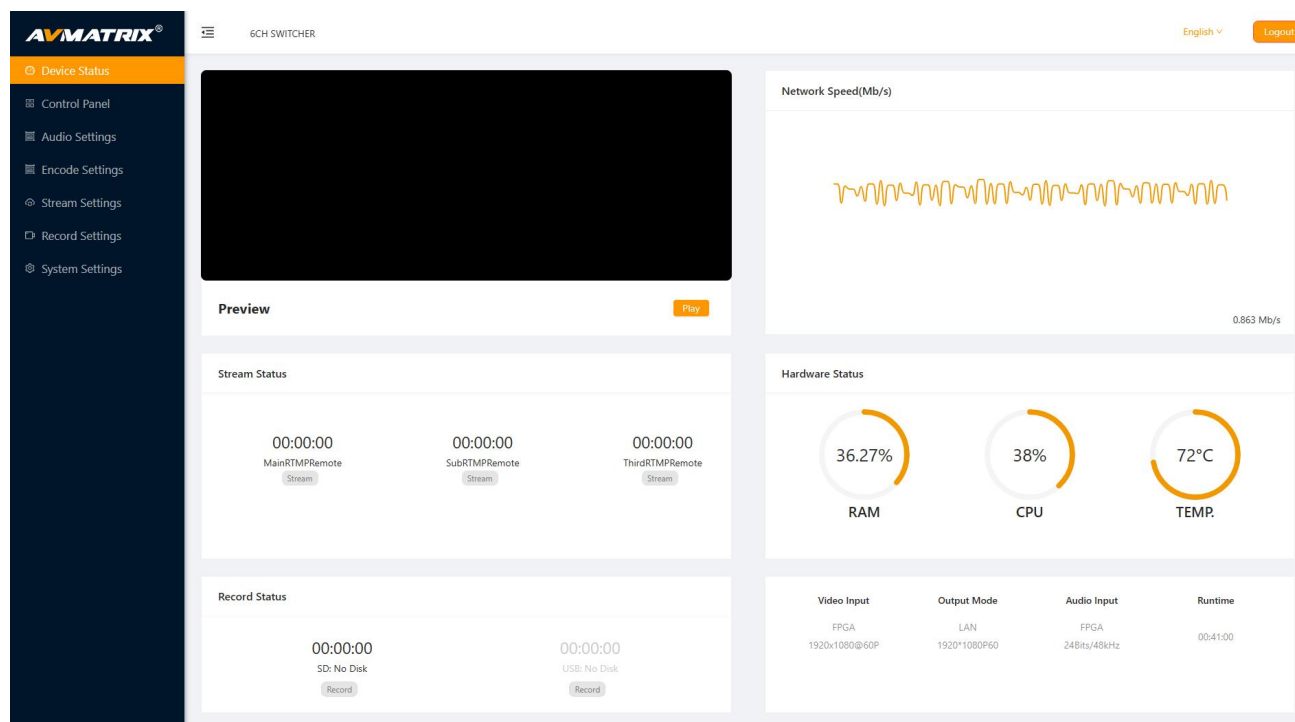 AVMATRIX®
6CH SWITCHER
English
Logout
Device Status
Control Panel
Audio Settings
Encode Settings
Stream Settings
Record Settings
System Settings
Preview
Play
Network Speed(Mb/s)
0.863 Mb/s
Stream Status
00:00:00 00:00:00 00:00:00
MainRTMPRemote SubRTMPRemote ThirdRTMPRemote
Stream Stream Stream
Hardware Status
36.27% 38% 72°C
RAM CPU TEMP.
Record Status
00:00:00 00:00:00
SD: No Disk USB: No Disk
Record Record
Video Input Output Mode Audio Input Runtime
FPGA LAN FPGA
1920x1080@60P 1920*1080P60 24Bits/48kHz 00:41:00